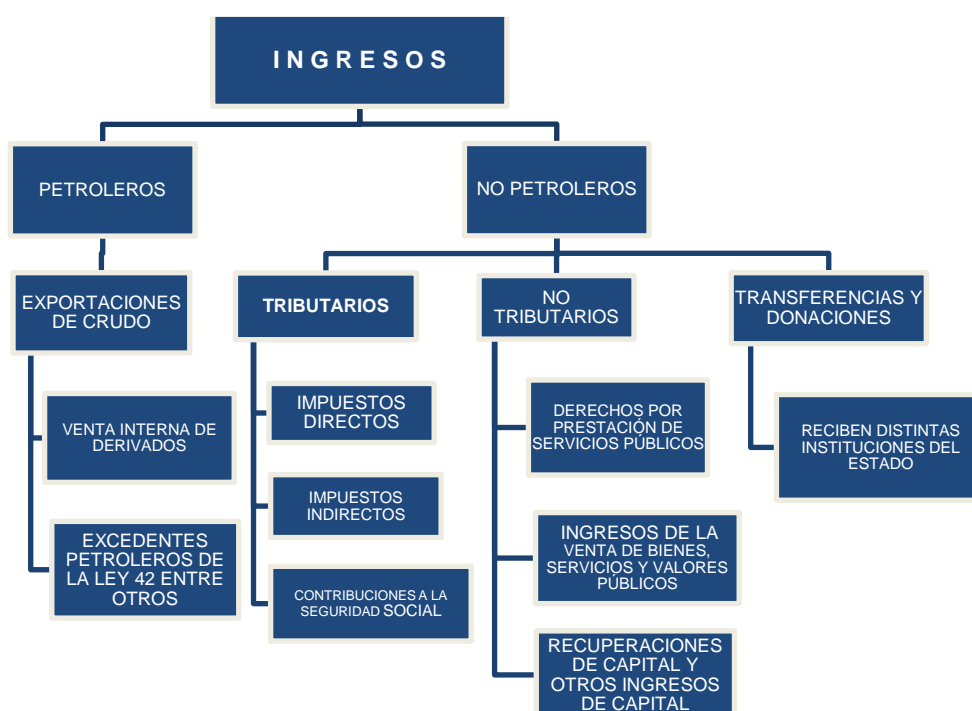 INGRESOS
PETROLEROS
NO PETROLEROS
EXPORTACIONES
DE CRUDO
TRIBUTARIOS
NO
TRIBUTARIOS
TRANSFERENCIAS Y
DONACIONES
VENTA INTERNA DE
DERIVADOS
EXCEDENTES
PETROLEROS DE
LA LEY 42 ENTRE
OTROS
IMPUESTOS
DIRECTOS
IMPUESTOS
INDIRECTOS
CONTRIBUCIONES A LA
SEGURIDAD SOCIAL
DERECHOS POR
PRESTACIÓN DE
SERVICIOS PÚBLICOS
INGRESOS DE LA
VENTA DE BIENES,
SERVICIOS Y VALORES
PÚBLICOS
RECUPERACIONES
DE CAPITAL Y
OTROS INGRESOS
DE CAPITAL
RECIBEN DISTINTAS
INSTITUCIONES DEL
ESTADO